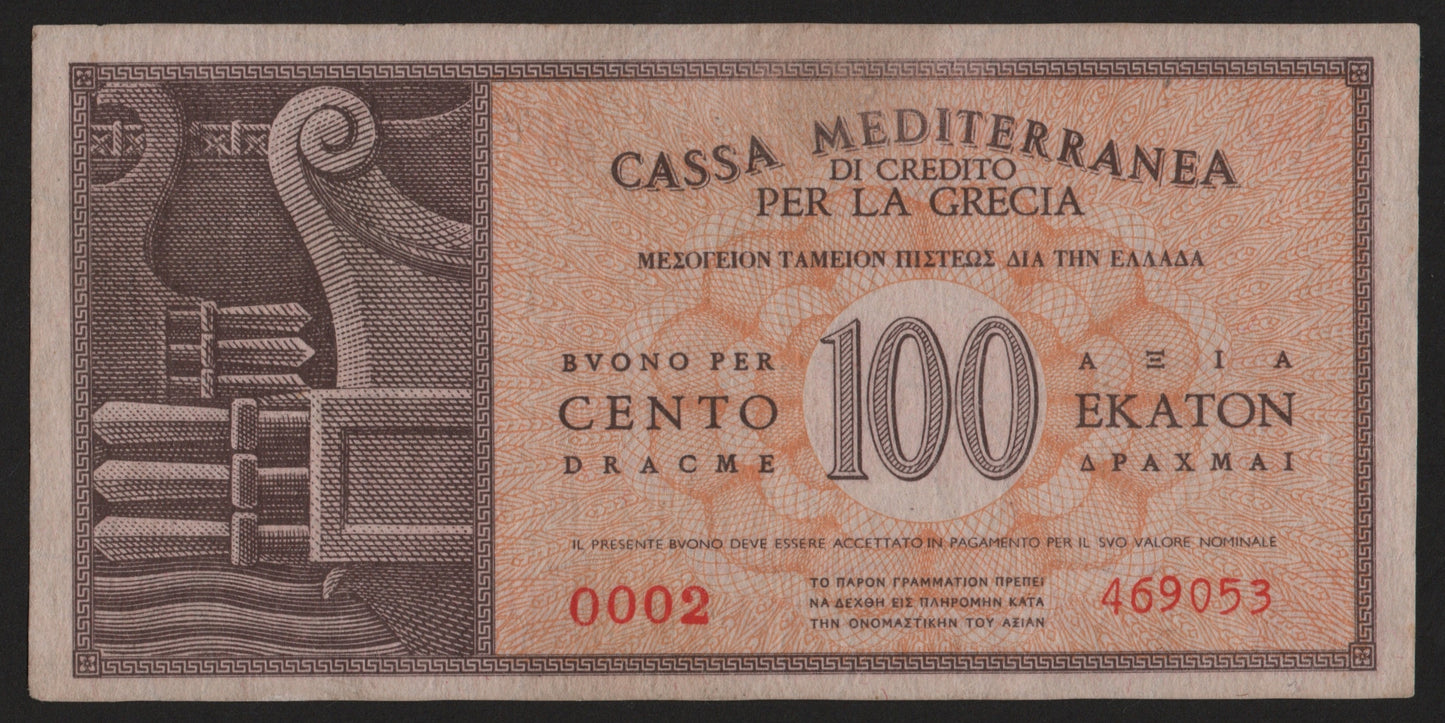 CASSA MEDITERRANEA
DI CREDITO
PER LA GRECIA
ΜΕΣΟΓΕΙΟΝ ΤΑΜΕΙΟΝ ΠΙΣΤΕΩΣ ΔΙΑ ΤΗΝ ΕΛΛΑΔΑ
BVONO PER
CENTO
DRACME
100
ΑΞΙΑ
ΕΚΑΤΟΝ
ΔΡΑΧΜΑΙ
IL PRESENTE BVONO DEVE ESSERE ACCETTATO IN PAGAMENTO PER IL SVO VALORE NOMINALE
0002
ΤΟ ΠΑΡΟΝ ΓΡΑΜΜΑΤΙΟΝ ΠΡΕΠΕΙ
ΝΑ ΔΕΧΘΗ ΕΙΣ ΠΛΗΡΟΜΗΝ ΚΑΤΑ
ΤΗΝ ΟΝΟΜΑΣΤΙΚΗΝ ΤΟΥ ΑΞΙΑΝ
469053